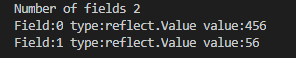 Number of fields 2
Field:0 type:reflect.Value value:456
Field:1 type:reflect.Value value:56